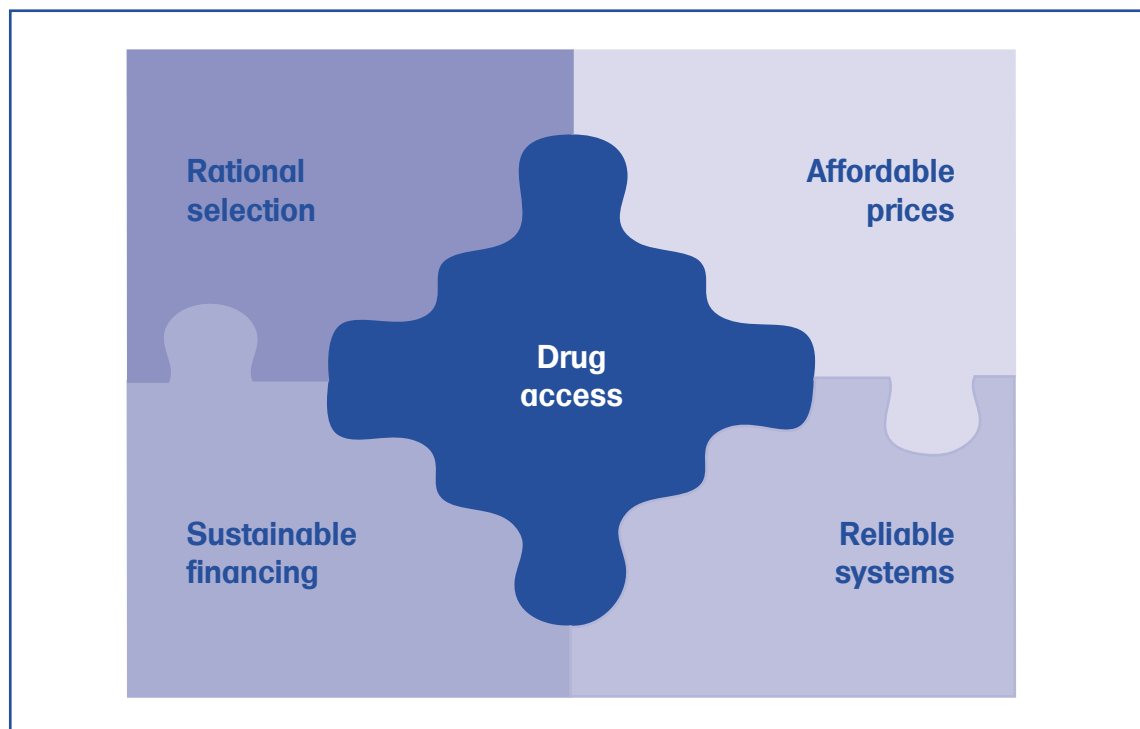 Rational
selection
Affordable
prices
Drug
access
Sustainable
financing
Reliable
systems